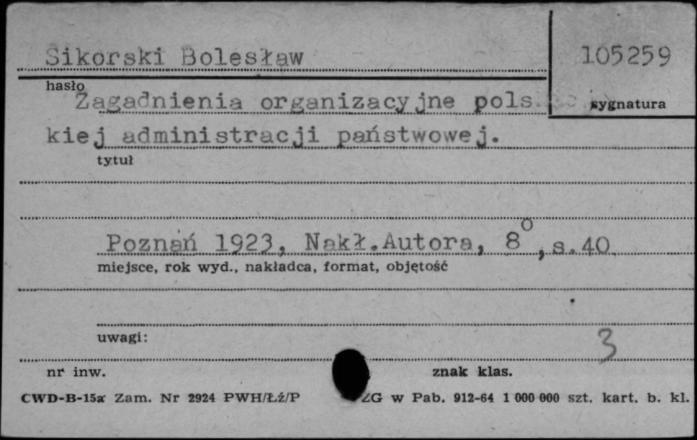 Sikorski Bolesław
105259
hasło
Zagadnienia organizacyjne pols
sygnatura
kiej administracji państwowej.
tytuł
Poznań 1923, Nakł.Autora, 8°, s.40
miejsce, rok wyd., nakładca, format, objętość
uwagi:
3
nr inw.
znak klas.
CWD-B-15a Zam. Nr 2924 PWH/Łź/P ZG w Pab. 912-64 1 000 000 szt. kart. b. kl.